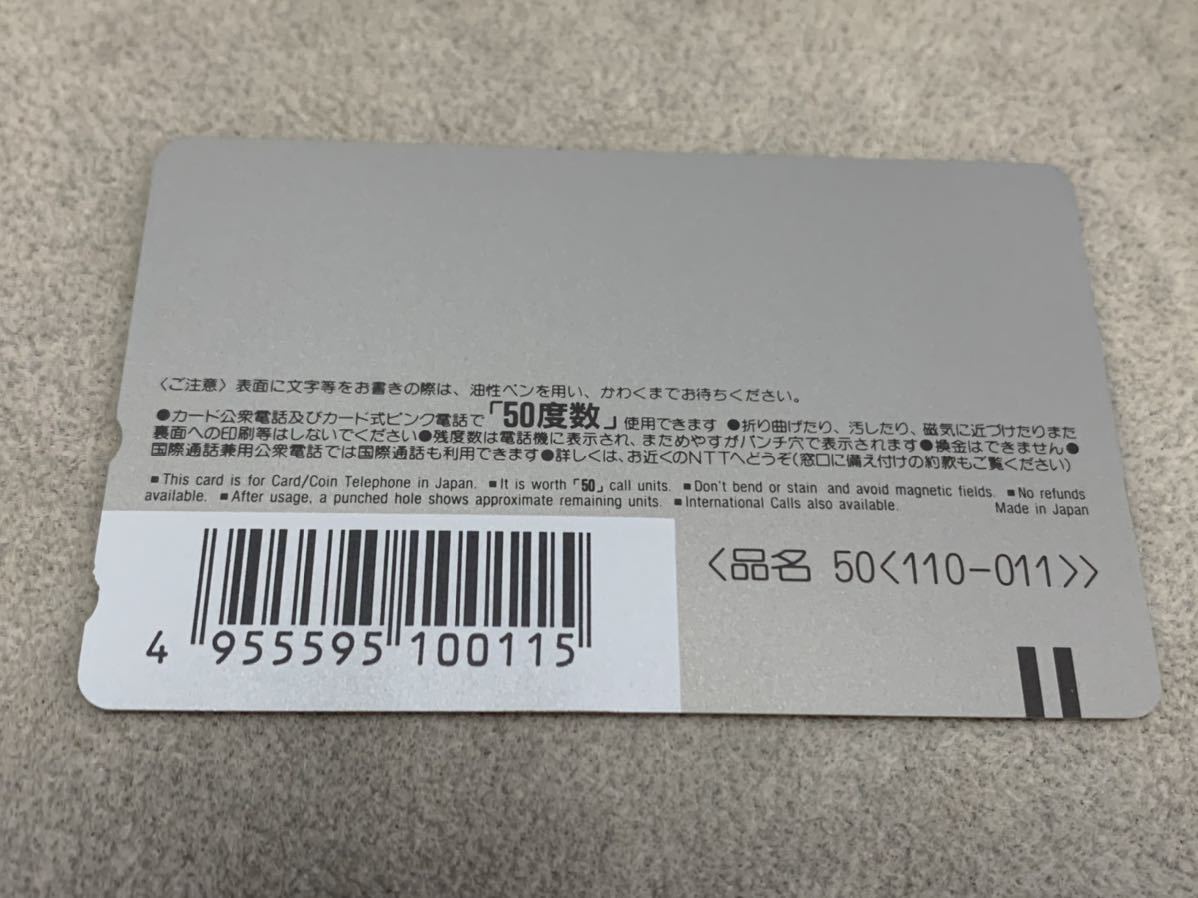 〈ご注意〉表面に文字等をお書きの際は、油性ペンを用い、かわくまでお待ちください。
●カード公衆電話及びカード式ピンク電話で「50度数」使用できます ●折り曲げたり、汚したり、磁気に近づけたりまた
裏面への印刷等はしないでください●残度数は電話機に表示され、まためやすがパンチ穴で表示されます●換金はできません●
国際通話兼用公衆電話では国際通話も利用できます●詳しくは、お近くのNTTへどうぞ(窓口に備え付けの約款もご覧ください)
■This card is for Card/Coin Telephone in Japan. ■It is worth「50」call units. ■Don't bend or stain and avoid magnetic fields. ■No refunds
available. ■After usage, a punched hole shows approximate remaining units. ■International Calls also available. Made in Japan
〈品名 50〈110-011〉〉
4 955595 100115